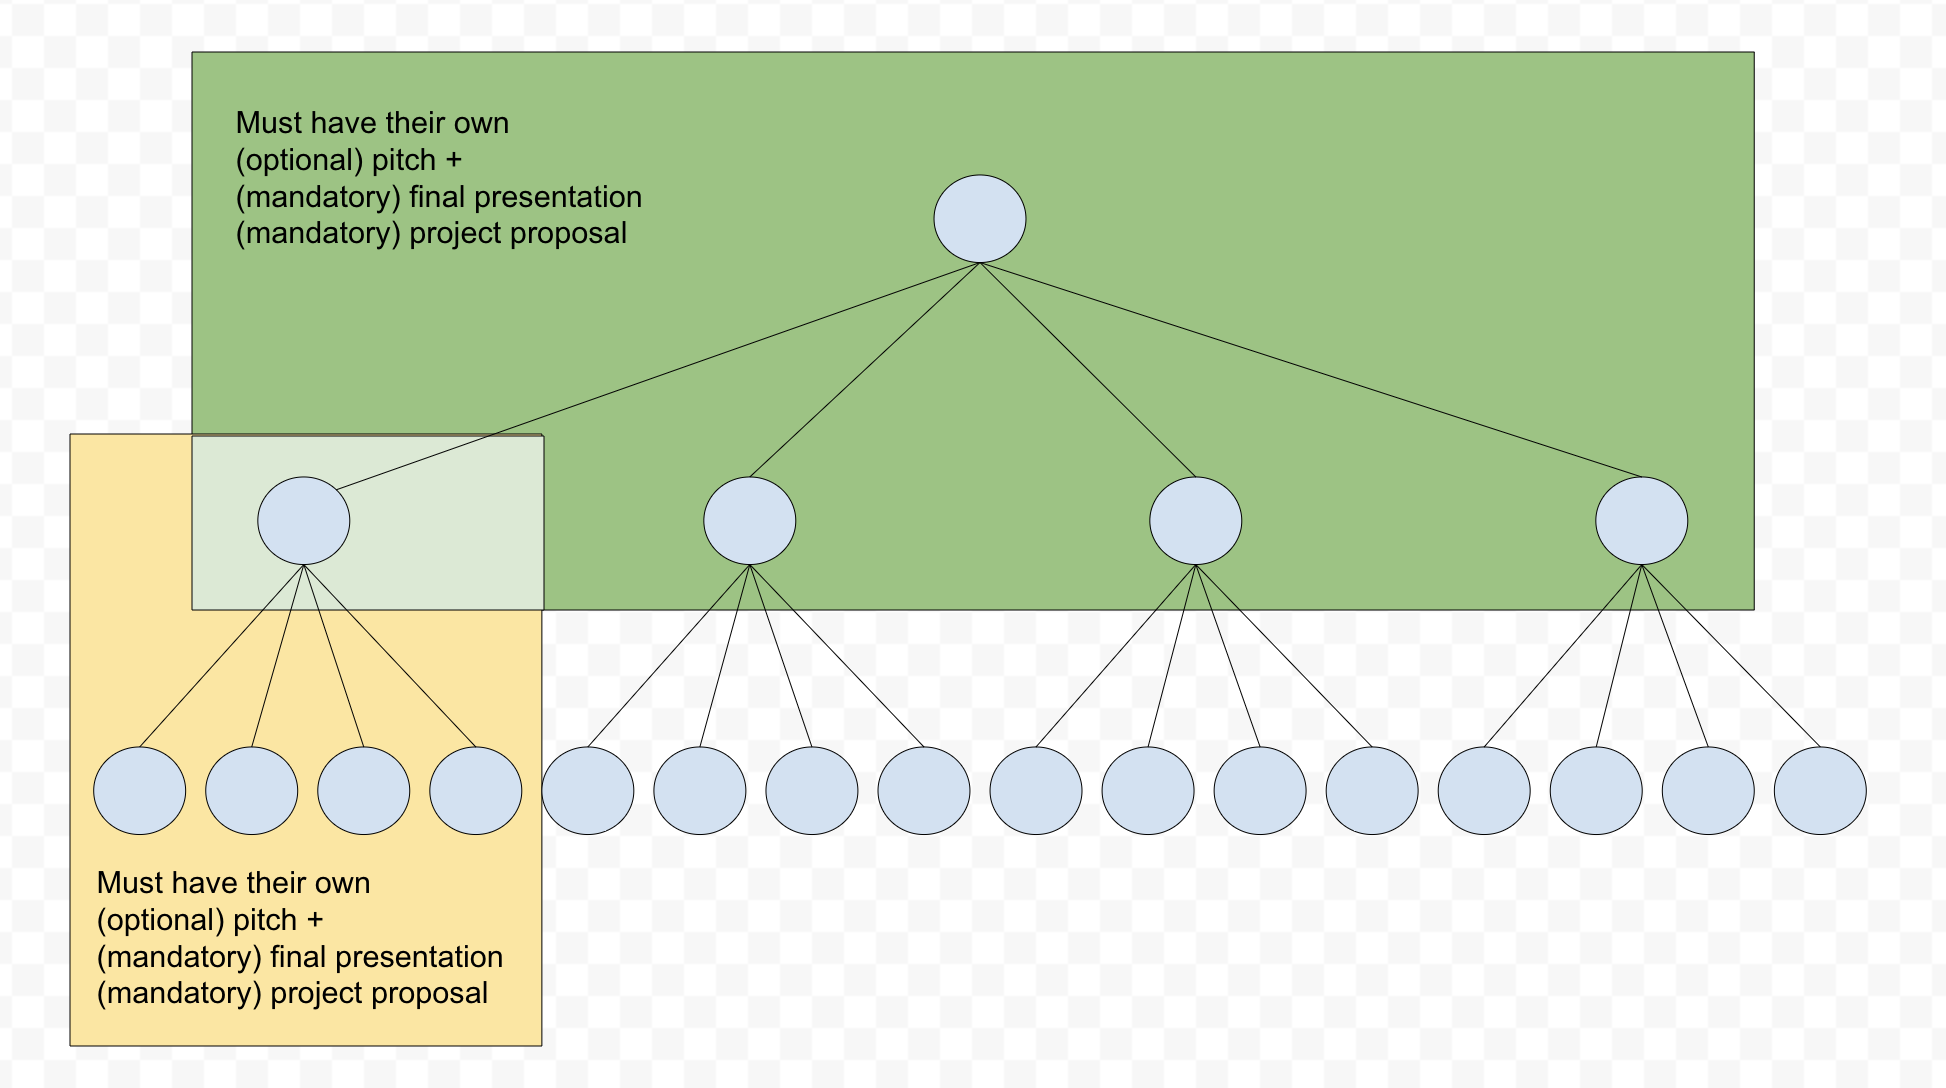 Must have their own
(optional) pitch +
(mandatory) final presentation
(mandatory) project proposal
Must have their own
(optional) pitch +
(mandatory) final presentation
(mandatory) project proposal